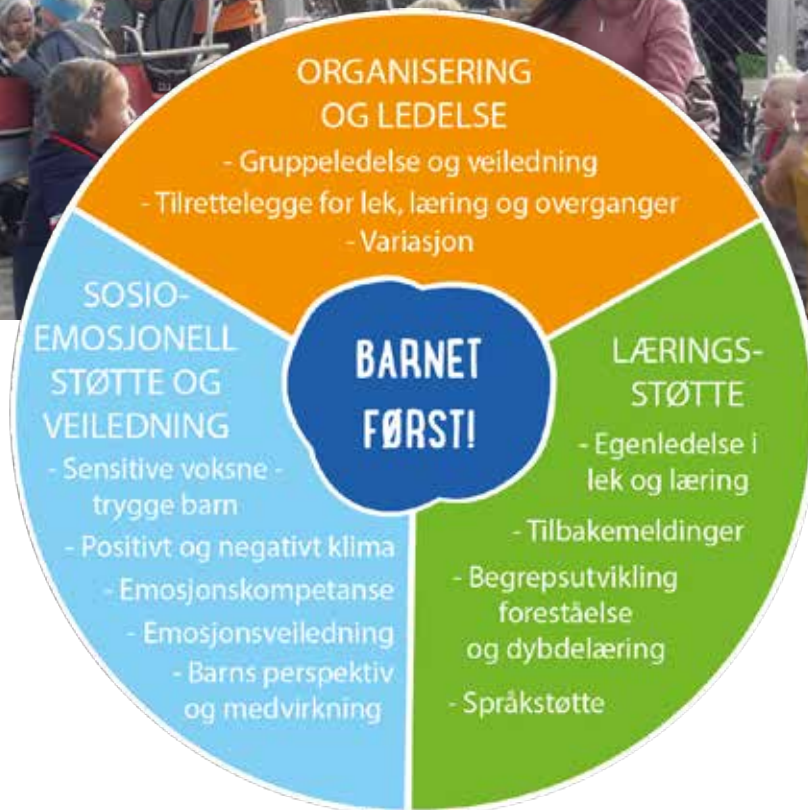 ORGANISERING
OG LEDELSE
- Gruppeledelse og veiledning
- Tilrettelegge for lek, læring og overganger
- Variasjon
SOSIO-
EMOSJONELL
STØTTE OG
VEILEDNING
- Sensitive voksne -
trygge barn
- Positivt og negativt klima
- Emosjonskompetanse
- Emosjonsveiledning
- Barns perspektiv
og medvirkning
BARNET
FØRST!
LÆRINGS-
STØTTE
- Egenledelse i
lek og læring
- Tilbakemeldinger
- Begrepsutvikling
foreståelse
og dybdelæring
- Språkstøtte